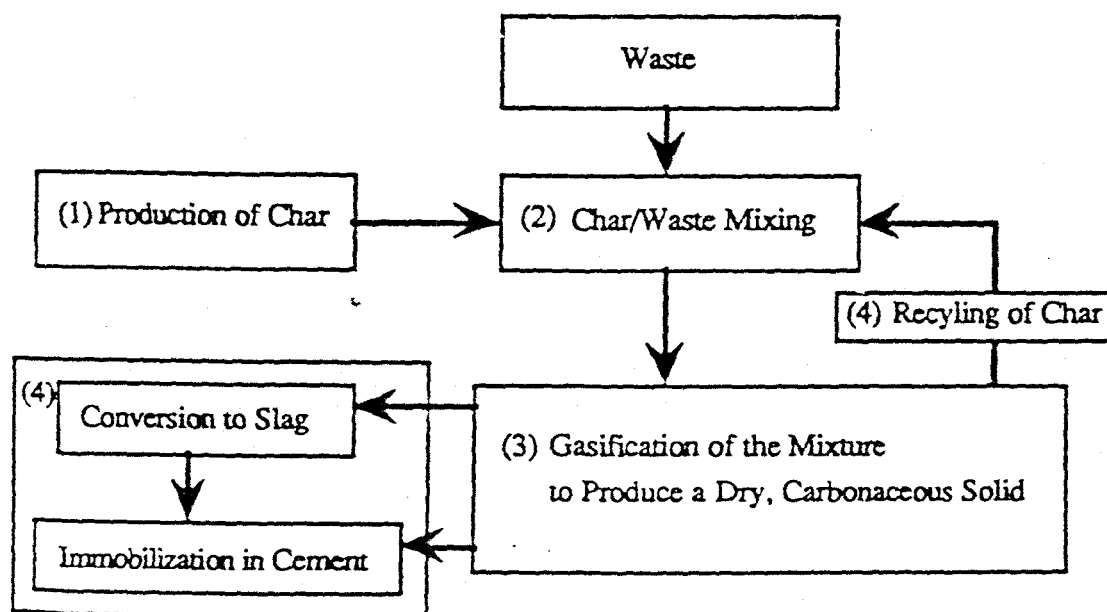 Waste
(1) Production of Char
(2) Char/Waste Mixing
(4) Recyling of Char
(4)
Conversion to Slag
(3) Gasification of the Mixture
to Produce a Dry, Carbonaceous Solid
Immobilization in Cement